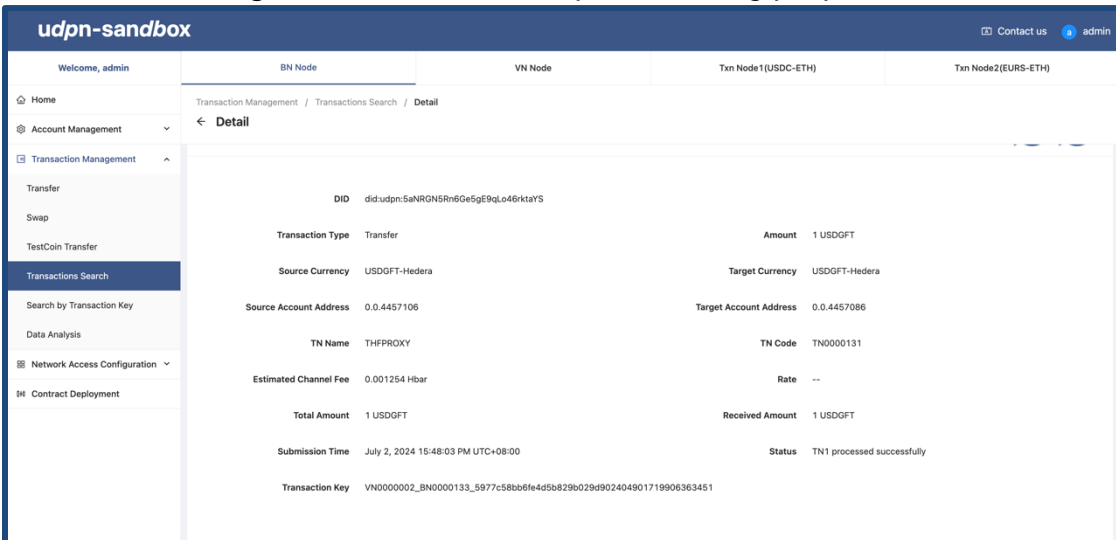 udpn-sandbox
Contact us
a admin
Welcome, admin
BN Node
VN Node
Txn Node1(USDC-ETH)
Txn Node2(EURS-ETH)
Home
Account Management
Transaction Management
Transfer
Swap
TestCoin Transfer
Transactions Search
Search by Transaction Key
Data Analysis
Network Access Configuration
Contract Deployment
Transaction Management / Transactions Search / Detail
← Detail
DID did:udpn:5aNRGN5Rn6Ge5gE9qLo46rktaYS
Transaction Type Transfer
Amount 1 USDGFT
Source Currency USDGFT-Hedera
Target Currency USDGFT-Hedera
Source Account Address 0.0.4457106
Target Account Address 0.0.4457086
TN Name THFPROXY
TN Code TN0000131
Estimated Channel Fee 0.001254 Hbar
Rate --
Total Amount 1 USDGFT
Received Amount 1 USDGFT
Submission Time July 2, 2024 15:48:03 PM UTC+08:00
Status TN1 processed successfully
Transaction Key VN0000002_BN0000133_5977c58bb6fe4d5b829b029d902404901719906363451